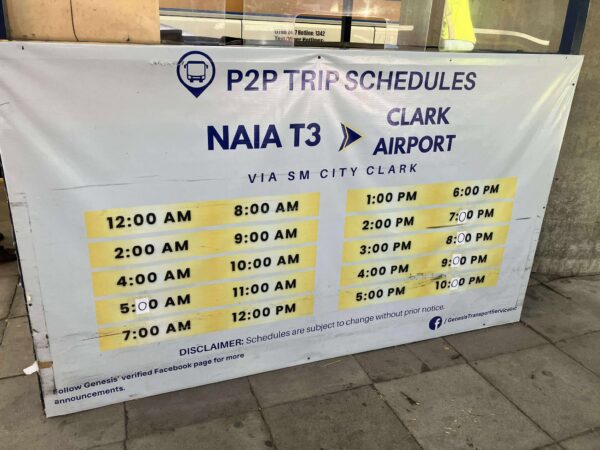 P2P TRIP SCHEDULES
NAIA T3
CLARK
AIRPORT
VIA SM CITY CLARK
12:00 AM 8:00 AM
2:00 AM 9:00 AM
4:00 AM 10:00 AM
5:00 AM 11:00 AM
7:00 AM 12:00 PM
1:00 PM 6:00 PM
2:00 PM 7:00 PM
3:00 PM 8:00 PM
4:00 PM 9:00 PM
5:00 PM 10:00 PM
DISCLAIMER: Schedules are subject to change without prior notice.
Follow Genesis' verified Facebook page for more
announcements.